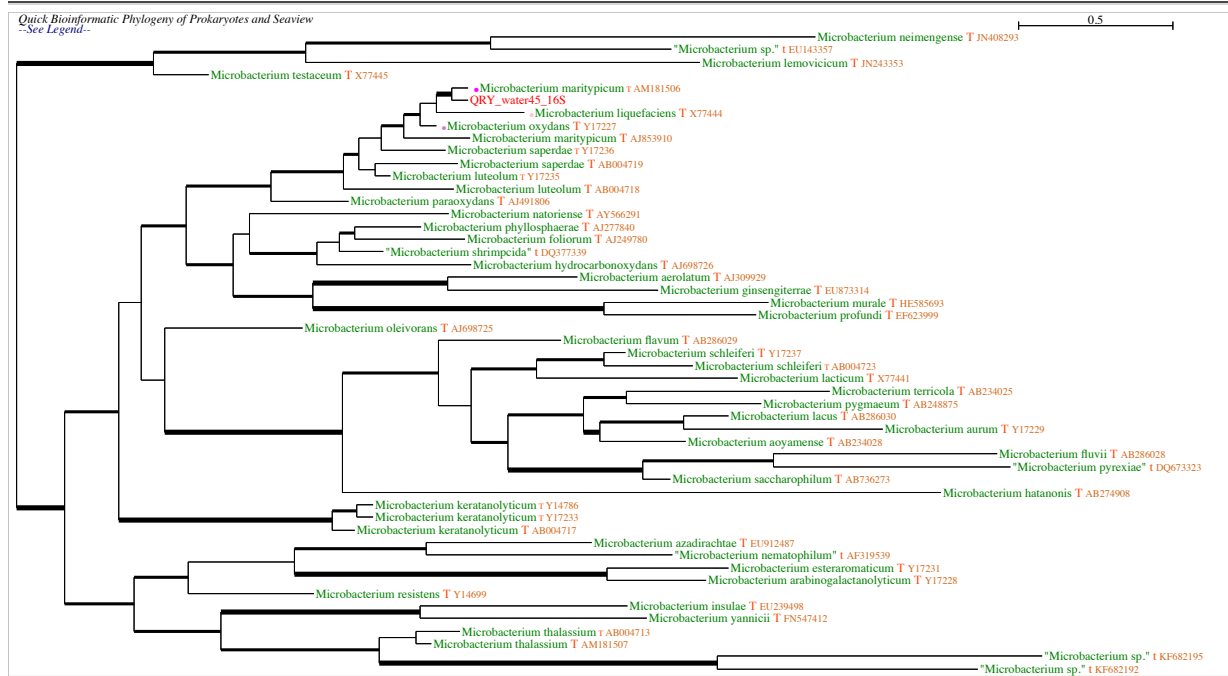 Quick Bioinformatic Phylogeny of Prokaryotes and Seaview
--See Legend--
0.5
Microbacterium neimengense T JN408293
"Microbacterium sp." t EU143357
Microbacterium lemovicicum T JN243353
Microbacterium testaceum T X77445
Microbacterium maritypicum T AM181506
QRY_water45_16S
Microbacterium liquefaciens T X77444
Microbacterium oxydans T Y17227
Microbacterium maritypicum T AJ853910
Microbacterium saperdae T Y17236
Microbacterium saperdae T AB004719
Microbacterium luteolum T Y17235
Microbacterium luteolum T AB004718
Microbacterium paraoxydans T AJ491806
Microbacterium natoriense T AY566291
Microbacterium phyllosphaerae T AJ277840
Microbacterium foliorum T AJ249780
"Microbacterium shrimpcida" t DQ377339
Microbacterium hydrocarbonoxydans T AJ698726
Microbacterium aerolatum T AJ309929
Microbacterium ginsengiterrae T EU873314
Microbacterium murale T HE585693
Microbacterium profundi T EF623999
Microbacterium oleivorans T AJ698725
Microbacterium flavum T AB286029
Microbacterium schleiferi T Y17237
Microbacterium schleiferi T AB004723
Microbacterium lacticum T X77441
Microbacterium terricola T AB234025
Microbacterium pygmaeum T AB248875
Microbacterium lacus T AB286030
Microbacterium aurum T Y17229
Microbacterium aoyamense T AB234028
Microbacterium fluvii T AB286028
"Microbacterium pyrexiae" t DQ673323
Microbacterium saccharophilum T AB736273
Microbacterium hatanonis T AB274908
Microbacterium keratanolyticum T Y14786
Microbacterium keratanolyticum T Y17233
Microbacterium keratanolyticum T AB004717
Microbacterium azadirachtae T EU912487
"Microbacterium nematophilum" t AF319539
Microbacterium esteraromaticum T Y17231
Microbacterium arabinogalactanolyticum T Y17228
Microbacterium resistens T Y14699
Microbacterium insulae T EU239498
Microbacterium yannicii T FN547412
Microbacterium thalassium T AB004713
Microbacterium thalassium T AM181507
"Microbacterium sp." t KF682195
"Microbacterium sp." t KF682192